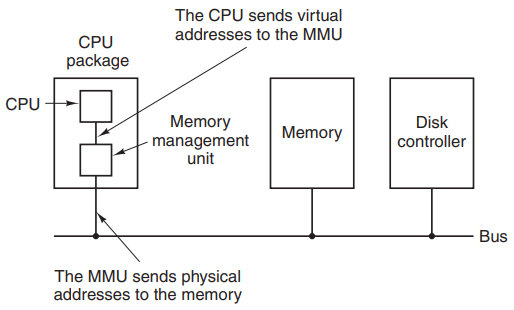 The CPU sends virtual
addresses to the MMU
CPU
package
CPU
Memory
management
unit
Memory
Disk
controller
Bus
The MMU sends physical
addresses to the memory